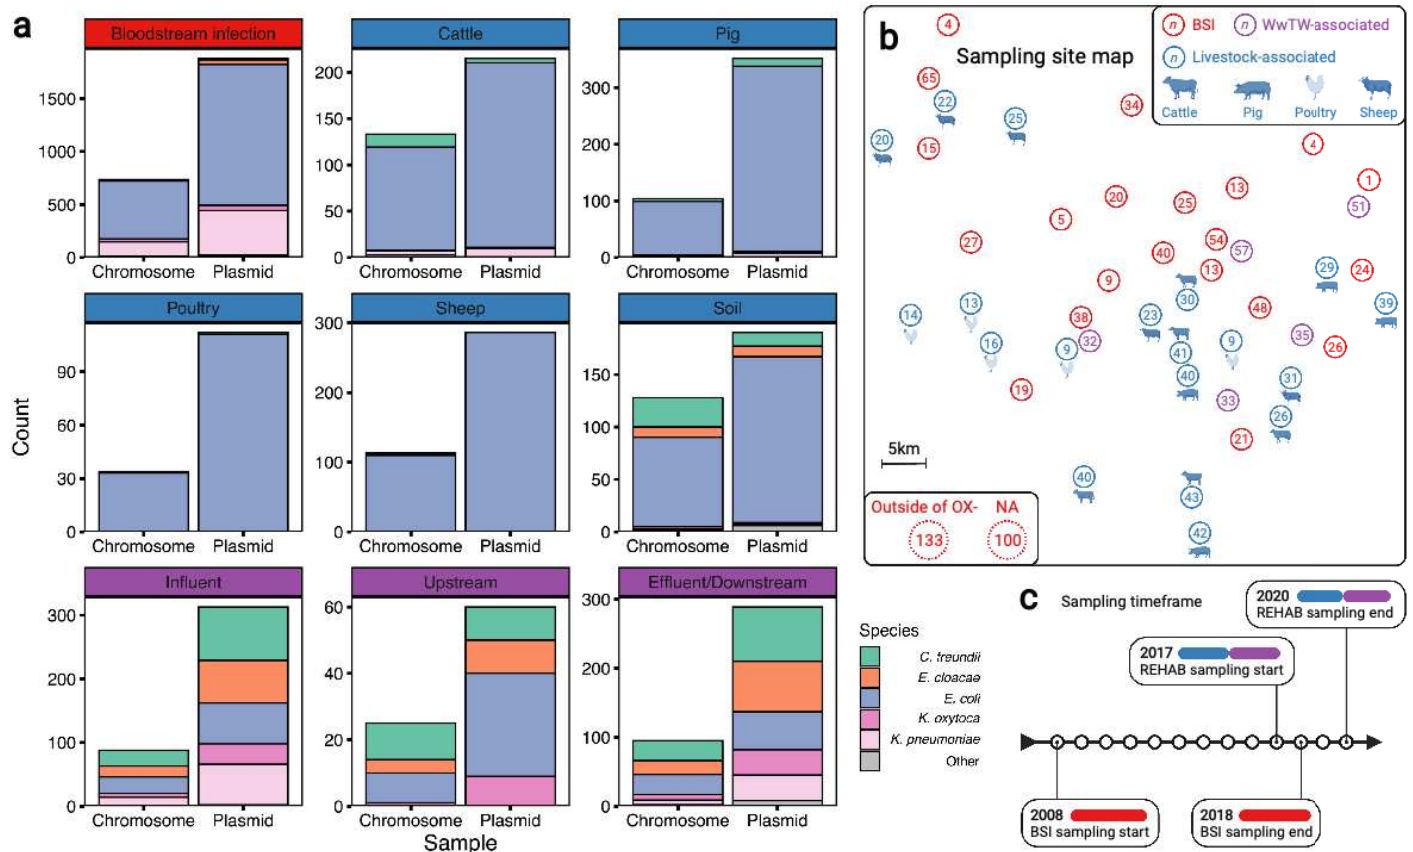 a
Bloodstream infection
Cattle
Pig
1500
1000
500
0
Chromosome Plasmid
200
150
100
50
0
Chromosome Plasmid
300
200
100
0
Chromosome Plasmid
Poultry
Sheep
Soil
90
60
30
0
Chromosome Plasmid
300
200
100
0
Chromosome Plasmid
150
100
50
0
Chromosome Plasmid
Influent
Upstream
Effluent/Downstream
300
200
100
0
Chromosome Plasmid
60
40
20
0
Chromosome Plasmid
300
200
100
0
Chromosome Plasmid
Count
Sample
Species
C. freundii
E. cloacae
E. coli
K. oxytoca
K. pneumoniae
Other
b
Sampling site map
n BSI n WwTW-associated
n Livestock-associated
Cattle Pig Poultry Sheep
4
65
22
34
25
20
15
4
1
13
20
25
51
5
54
27
40
57
13
29
24
9
30
13
39
48
14
23
38
35
16
32
9
41
9
26
40
31
19
33
26
21
40
43
42
5km
Outside of OX- NA
133 100
c
Sampling timeframe
2020
REHAB sampling end
2017
REHAB sampling start
2008
BSI sampling start
2018
BSI sampling end